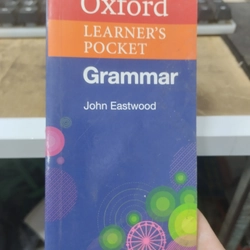 Oxford
LEARNER'S
POCKET
Grammar
John Eastwood